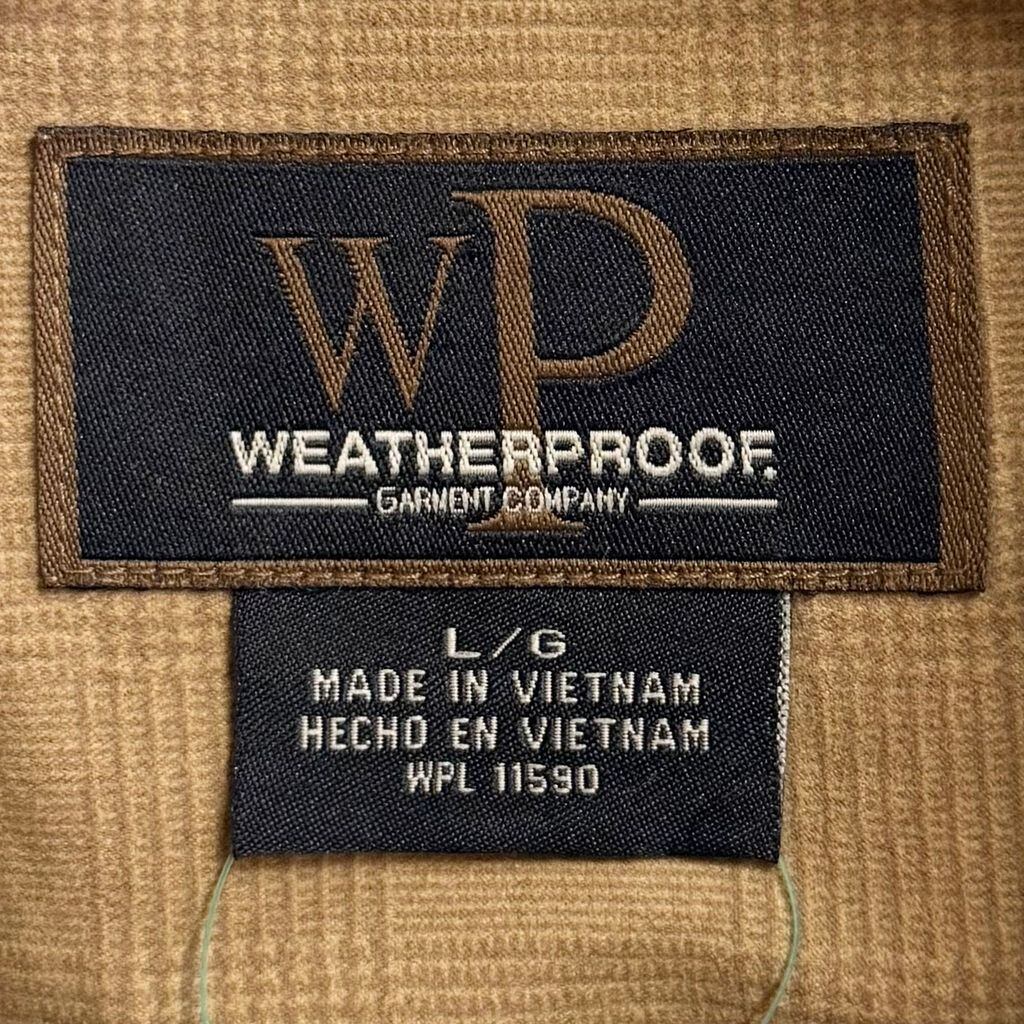 WP
WEATHERPROOF.
GARMENT COMPANY
L/G
MADE IN VIETNAM
HECHO EN VIETNAM
WPL 11590